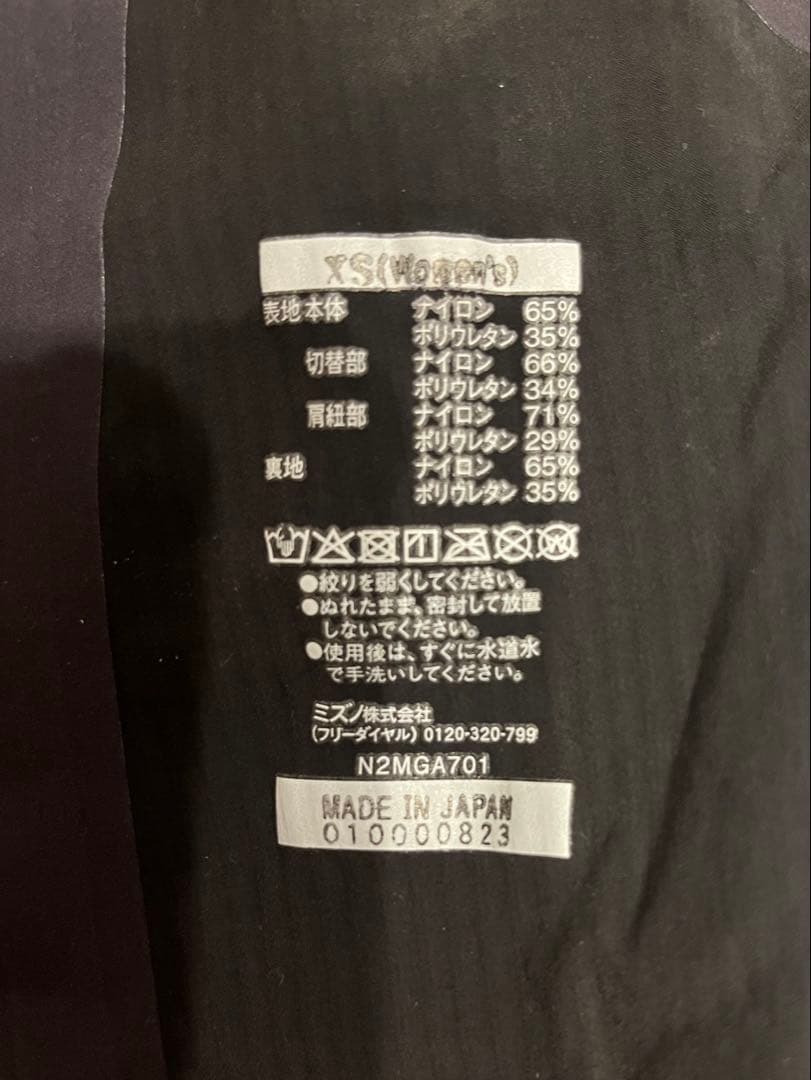 XS(Women's)
表地本体 ナイロン 65%
ポリウレタン 35%
切替部 ナイロン 66%
ポリウレタン 34%
肩紐部 ナイロン 71%
ポリウレタン 29%
裏地 ナイロン 65%
ポリウレタン 35%
●絞りを弱くしてください。
●ぬれたまま、密封して放置
しないでください。
●使用後は、すぐに水道水
で手洗いしてください。
ミズノ株式会社
(フリーダイヤル) 0120-320-799
N2MGA701
MADE IN JAPAN
010000823